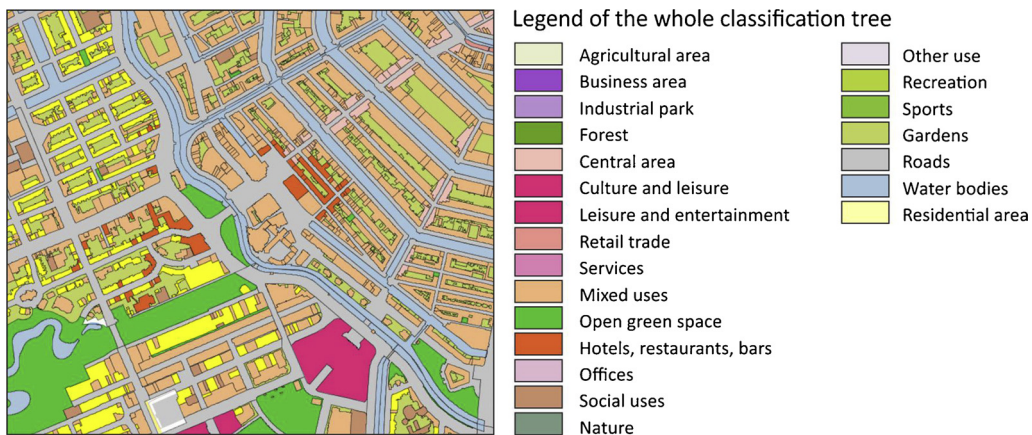 Legend of the whole classification tree
Agricultural area
Business area
Industrial park
Forest
Central area
Culture and leisure
Leisure and entertainment
Retail trade
Services
Mixed uses
Open green space
Hotels, restaurants, bars
Offices
Social uses
Nature
Other use
Recreation
Sports
Gardens
Roads
Water bodies
Residential area